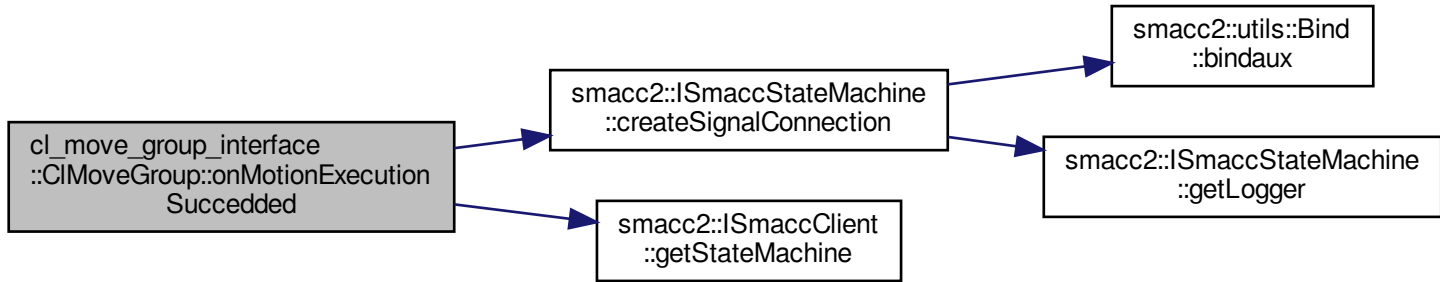 cl_move_group_interface
::ClMoveGroup::onMotionExecution
Succedded
smacc2::ISmaccStateMachine
::createSignalConnection
smacc2::utils::Bind
::bindaux
smacc2::ISmaccStateMachine
::getLogger
smacc2::ISmaccClient
::getStateMachine